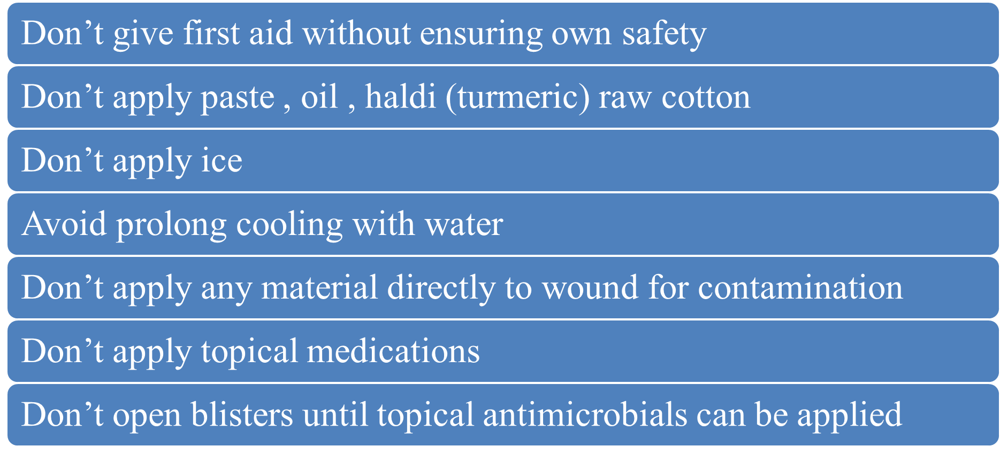 Don’t give first aid without ensuring own safety
Don’t apply paste , oil , haldi (turmeric) raw cotton
Don’t apply ice
Avoid prolong cooling with water
Don’t apply any material directly to wound for contamination
Don’t apply topical medications
Don’t open blisters until topical antimicrobials can be applied